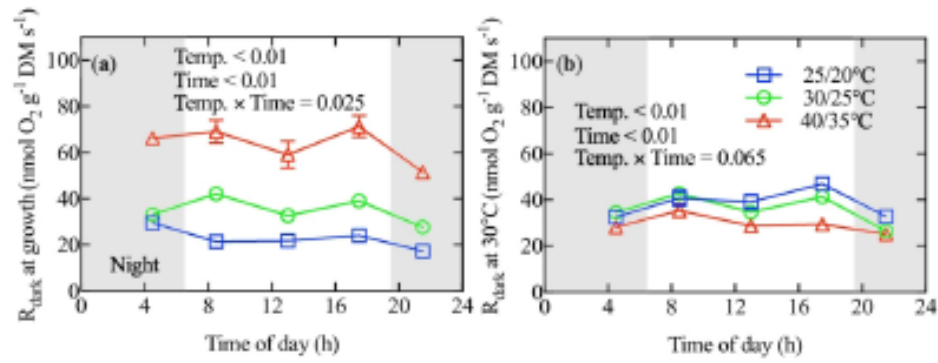 R_dark at growth (nmol O₂ g⁻¹ DM s⁻¹)
100
80
60
40
20
0
(a)
Temp. < 0.01
Time < 0.01
Temp. × Time = 0.025
Night
0 4 8 12 16 20 24
Time of day (h)
R_dark at 30°C (nmol O₂ g⁻¹ DM s⁻¹)
100
80
60
40
20
0
(b)
25/20°C
30/25°C
40/35°C
Temp. < 0.01
Time < 0.01
Temp. × Time = 0.065
0 4 8 12 16 20 24
Time of day (h)